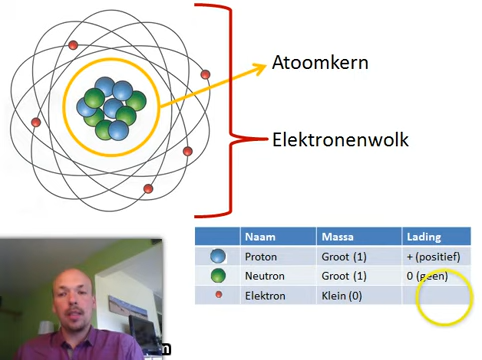 Atoomkern
Elektronenwolk
Naam Massa Lading
Proton Groot (1) + (positief)
Neutron Groot (1) 0 (geen)
Elektron Klein (0)